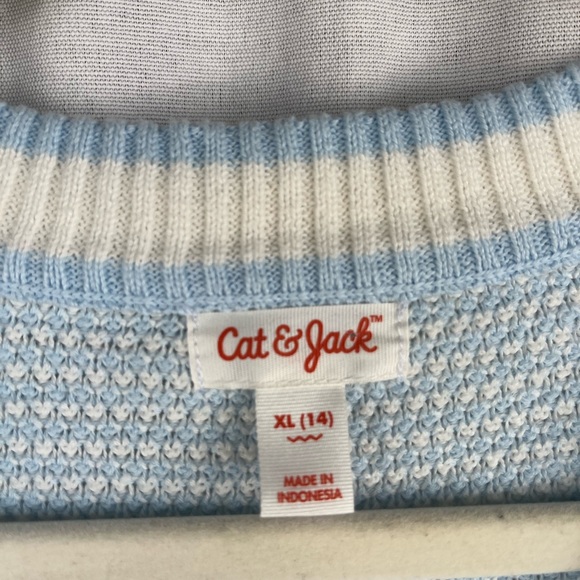 Cat & Jack™
XL (14)
MADE IN
INDONESIA